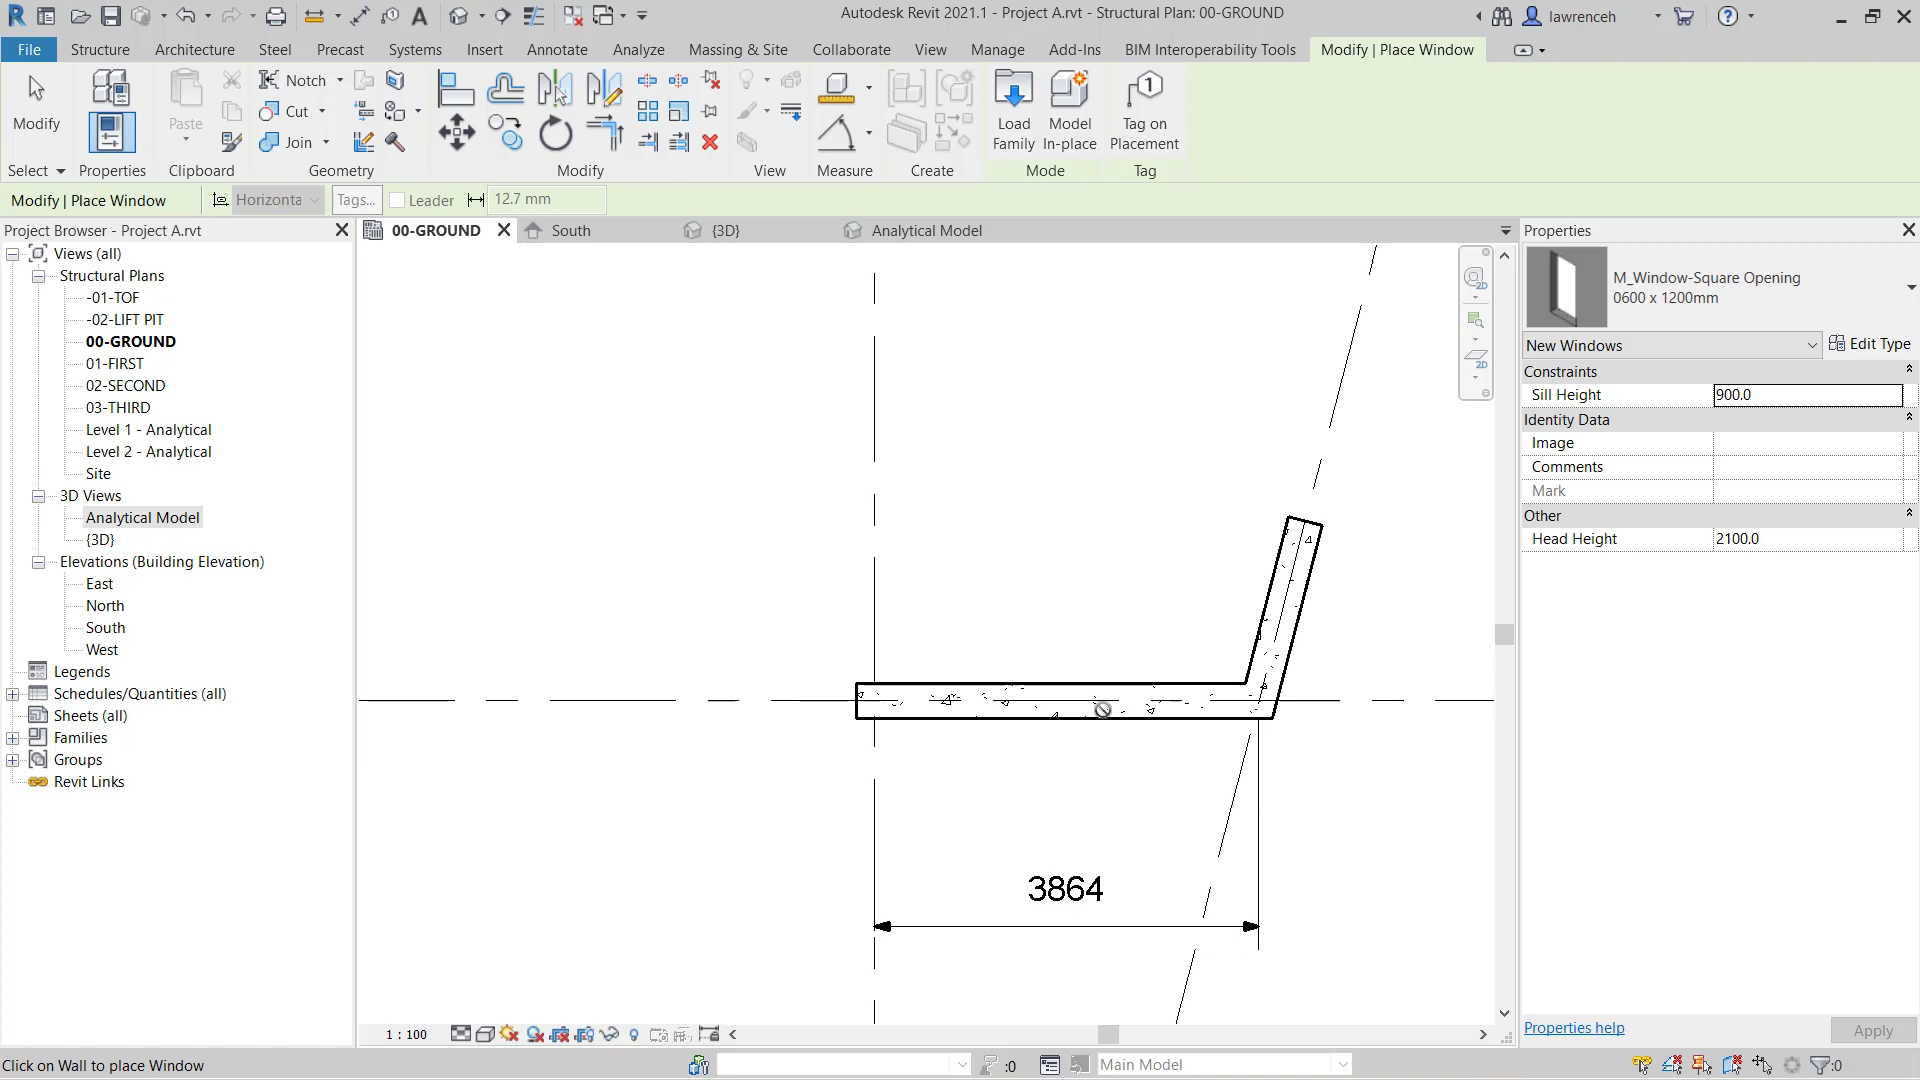 Autodesk Revit 2021.1 - Project A.rvt - Structural Plan: 00-GROUND
lawrenceh
File Structure Architecture Steel Precast Systems Insert Annotate Analyze Massing & Site Collaborate View Manage Add-Ins BIM Interoperability Tools Modify | Place Window
Modify
Paste
Notch
Cut
Join
Load Family
Model In-place
Tag on Placement
Select Properties Clipboard Geometry Modify View Measure Create Mode Tag
Modify | Place Window Horizonta Tags... Leader 12.7 mm
Project Browser - Project A.rvt
00-GROUND South {3D} Analytical Model
Views (all)
Structural Plans
-01-TOF
-02-LIFT PIT
00-GROUND
01-FIRST
02-SECOND
03-THIRD
Level 1 - Analytical
Level 2 - Analytical
Site
3D Views
Analytical Model
{3D}
Elevations (Building Elevation)
East
North
South
West
Legends
Schedules/Quantities (all)
Sheets (all)
Families
Groups
Revit Links
2D
2D
3864
1 : 100
Properties
M_Window-Square Opening
0600 x 1200mm
New Windows Edit Type
Constraints
Sill Height 900.0
Identity Data
Image
Comments
Mark
Other
Head Height 2100.0
Properties help Apply
Click on Wall to place Window :0 Main Model :0